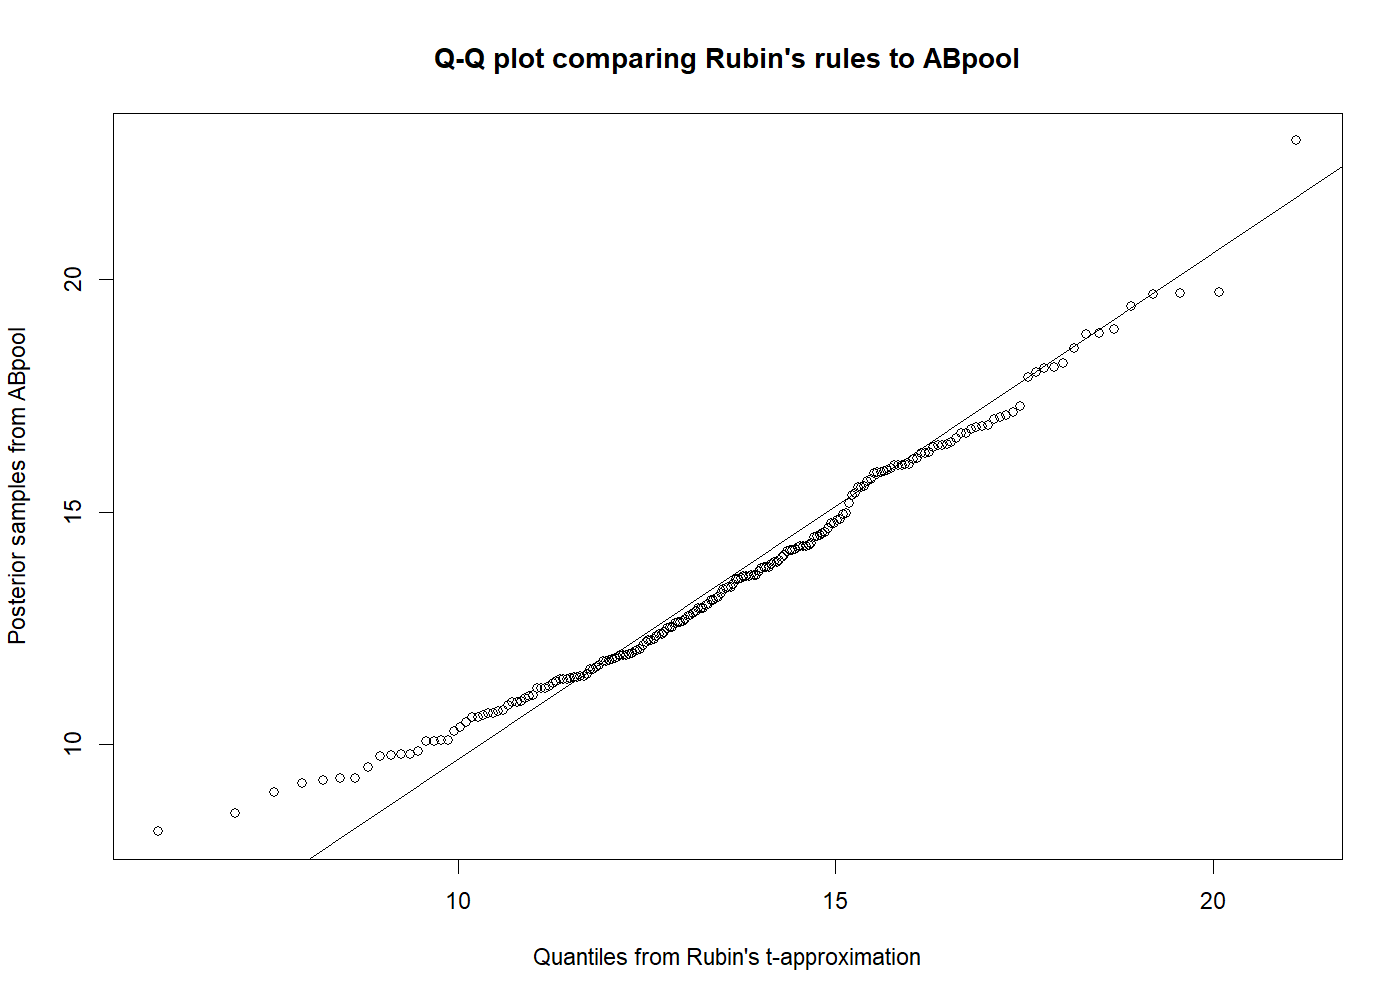 Q-Q plot comparing Rubin's rules to ABpool
Posterior samples from ABpool
20
15
10
10 15 20
Quantiles from Rubin's t-approximation